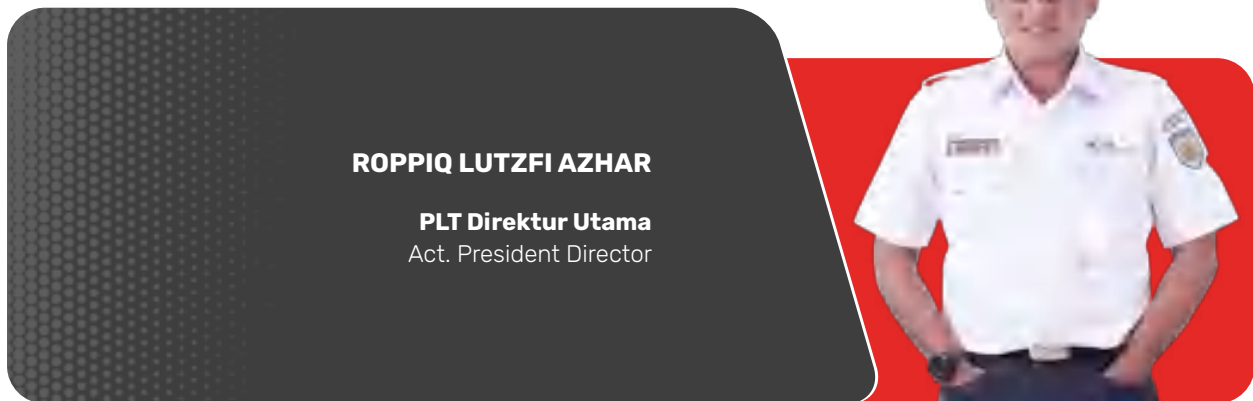 ROPPIQ LUTZFI AZHAR
PLT Direktur Utama
Act. President Director